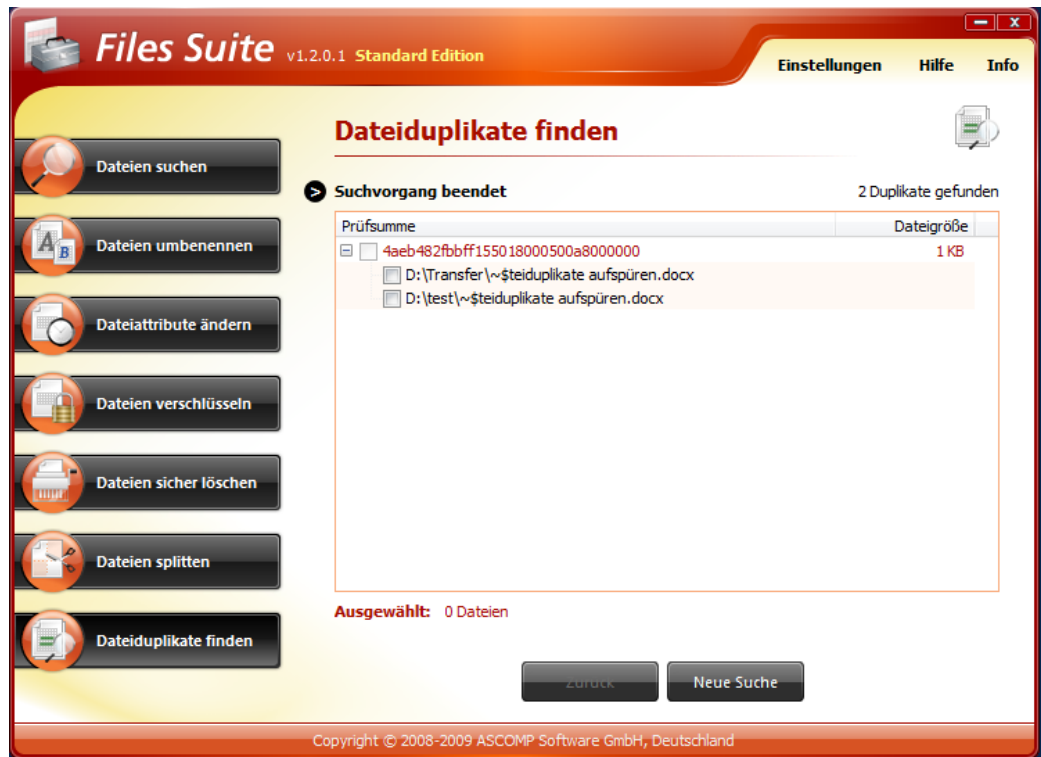 Files Suite v1.2.0.1 Standard Edition
X
Einstellungen Hilfe Info
Dateien suchen
Dateien umbenennen
Dateiattribute ändern
Dateien verschlüsseln
Dateien sicher löschen
Dateien splitten
Dateiduplikate finden
Dateiduplikate finden
Suchvorgang beendet 2 Duplikate gefunden
Prüfsumme Dateigröße
4aeb482fbbff155018000500a8000000 1 KB
D:\Transfer\~$teiduplikate aufspüren.docx
D:\test\~$teiduplikate aufspüren.docx
Ausgewählt: 0 Dateien
Zurück Neue Suche
Copyright © 2008-2009 ASCOMP Software GmbH, Deutschland